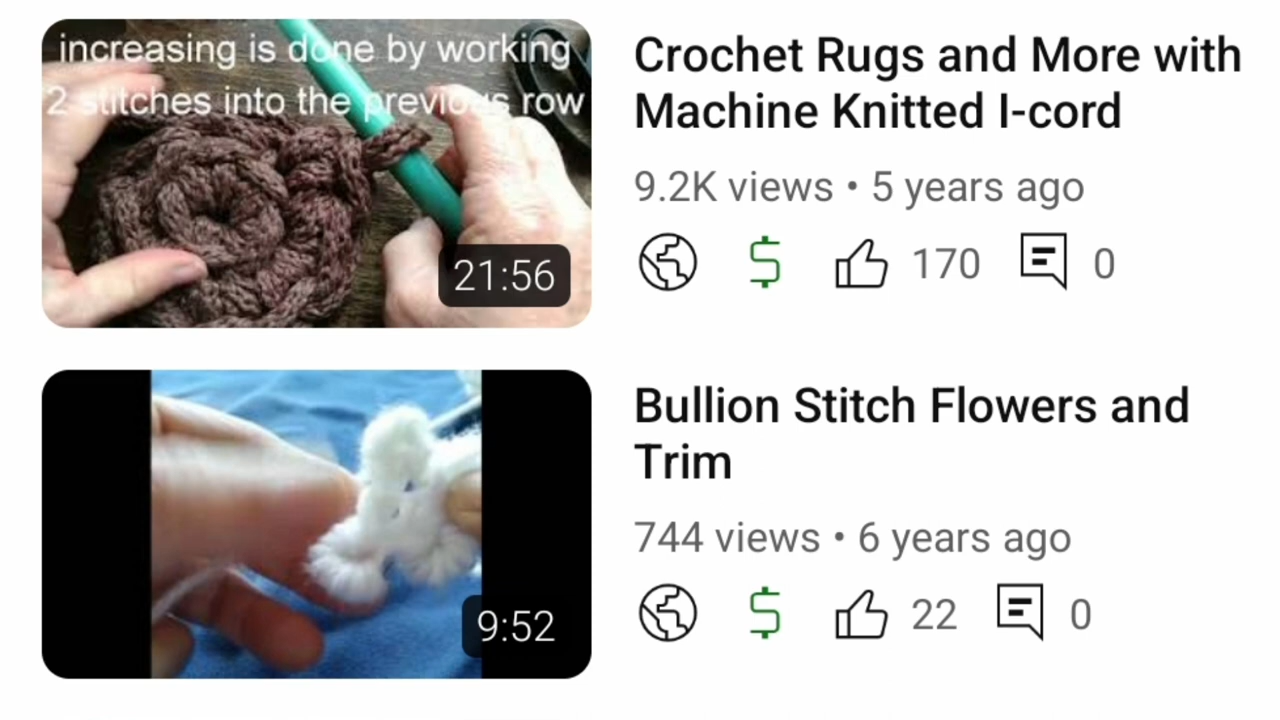 increasing is done by working
2 stitches into the previous row
21:56
Crochet Rugs and More with
Machine Knitted I-cord
9.2K views • 5 years ago
$ 170 0
9:52
Bullion Stitch Flowers and
Trim
744 views • 6 years ago
$ 22 0